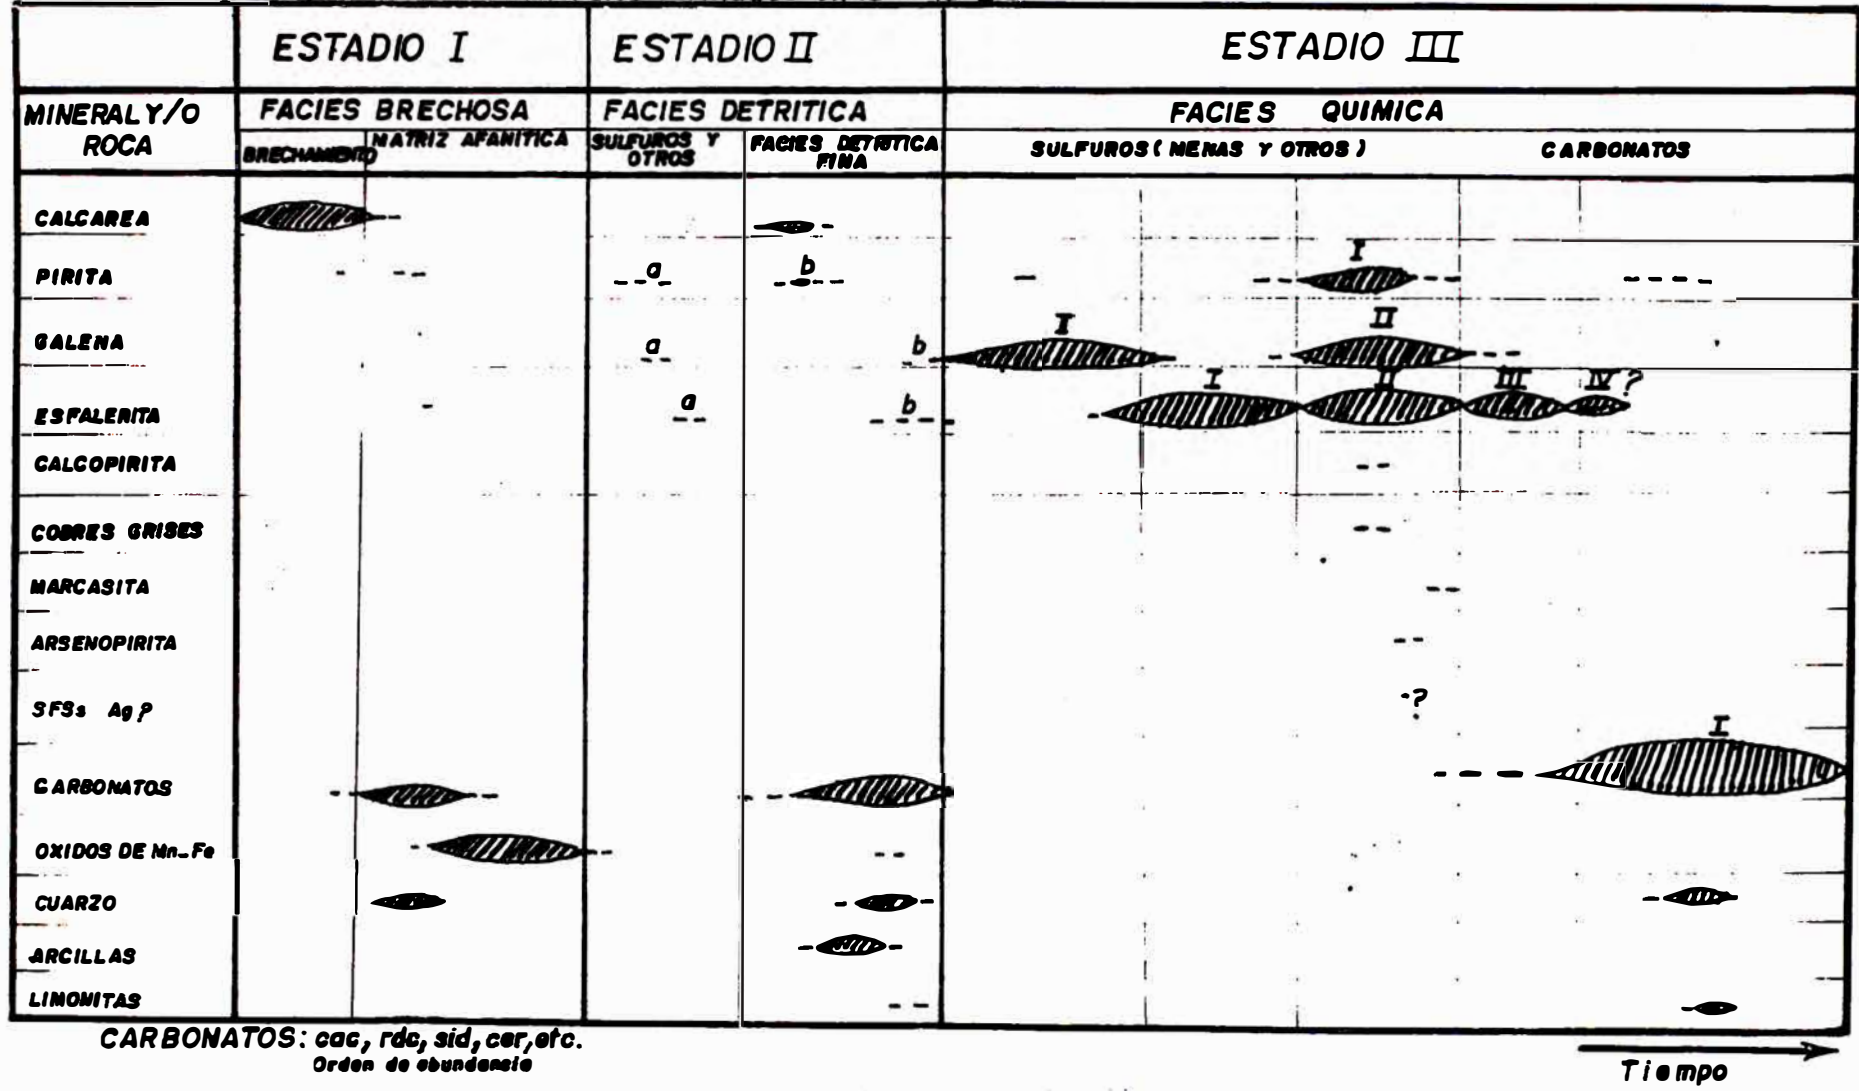 ESTADIO I
ESTADIO II
ESTADIO III
MINERAL Y/O
ROCA
FACIES BRECHOSA
FACIES DETRITICA
FACIES QUIMICA
BRECHAMIENTO
MATRIZ AFANITICA
SULFUROS Y
OTROS
FACIES DETRITICA
FINA
SULFUROS (MENAS Y OTROS)
CARBONATOS
CALCAREA
PIRITA
a
b
I
GALENA
a
b
I
II
ESFALERITA
a
b
I
II
III
IV ?
CALCOPIRITA
COBRES GRISES
MARCASITA
ARSENOPIRITA
SFSs Ag ?
?
CARBONATOS
I
OXIDOS DE Mn-Fe
CUARZO
ARCILLAS
LIMONITAS
CARBONATOS: cac, rdc, sid, cer, etc.
Orden de abundancia
Tiempo